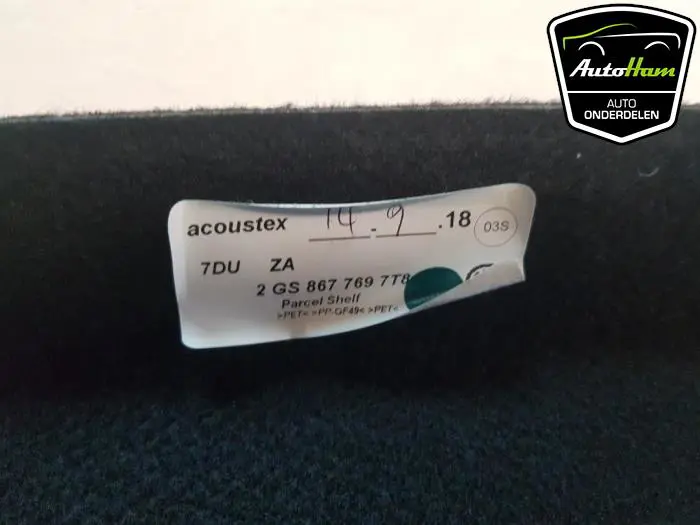 AutoHam
AUTO
ONDERDELEN
acoustex 14.9.18 03S
7DU ZA
2 GS 867 769 7T8
Parcel Shelf
>PET< >PP-GF49< >PET<